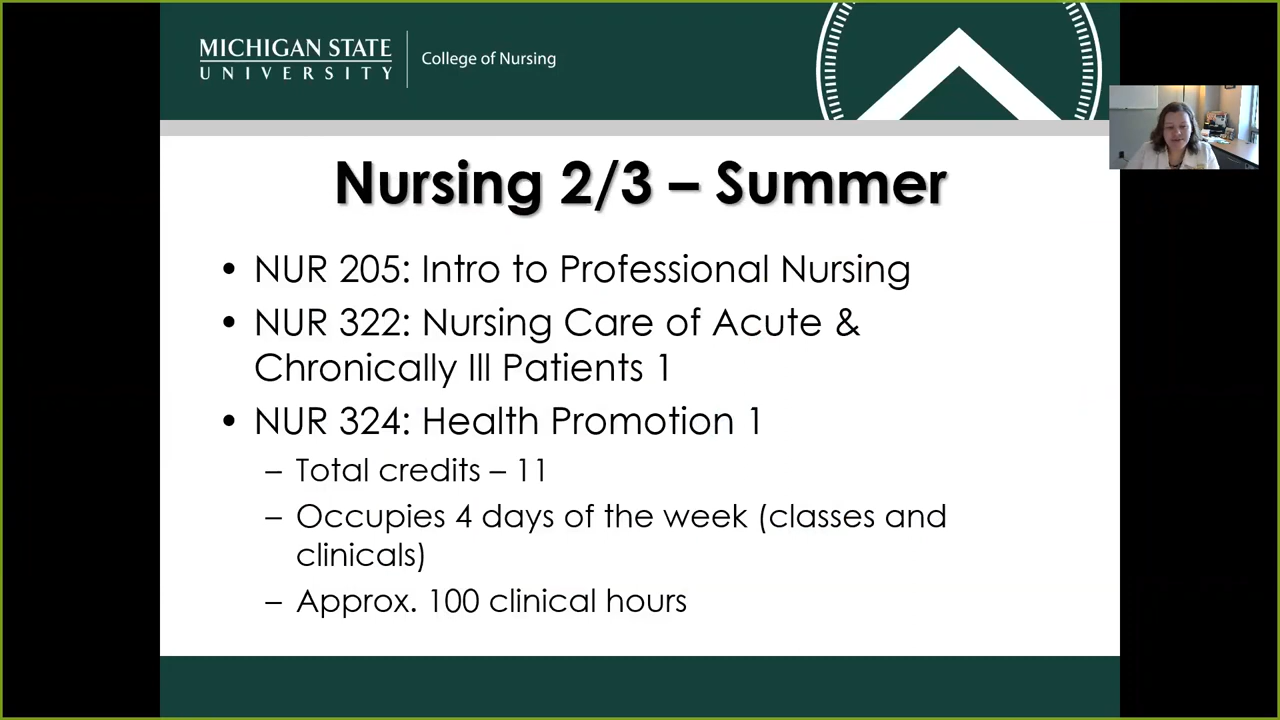 MICHIGAN STATE
UNIVERSITY
College of Nursing
Nursing 2/3 – Summer
• NUR 205: Intro to Professional Nursing
• NUR 322: Nursing Care of Acute &
Chronically Ill Patients 1
• NUR 324: Health Promotion 1
– Total credits – 11
– Occupies 4 days of the week (classes and
clinicals)
– Approx. 100 clinical hours